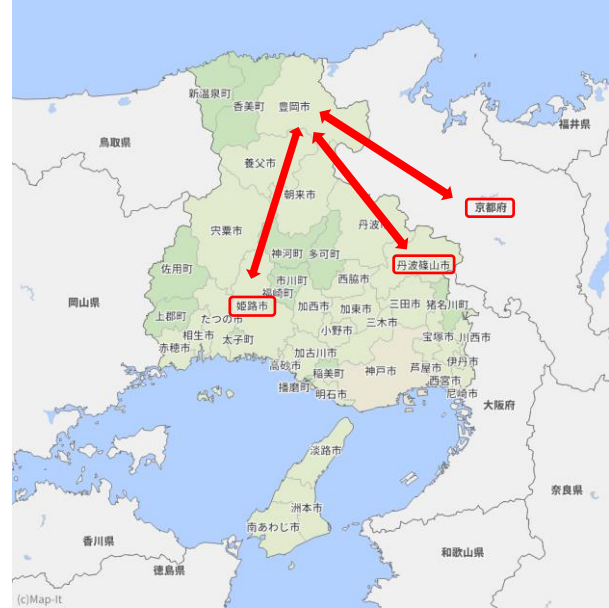 新温泉町
香美町
豊岡市
鳥取県
福井県
養父市
朝来市
京都府
宍粟市
丹波市
佐用町
神河町
多可町
丹波篠山市
市川町
西脇市
岡山県
福崎町
姫路市
加西市
加東市
三田市
猪名川町
上郡町
たつの市
小野市
三木市
相生市
太子町
宝塚市
川西市
赤穂市
加古川市
高砂市
稲美町
神戸市
芦屋市
伊丹市
播磨町
明石市
西宮市
尼崎市
大阪府
淡路市
奈良県
洲本市
南あわじ市
香川県
和歌山県
徳島県
(c)Map-It